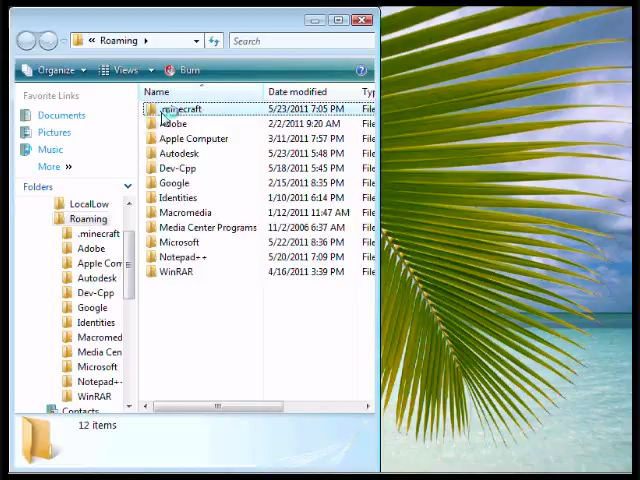 « Roaming
Search
Organize Views Burn ?
Favorite Links
Documents
Pictures
Music
More »
Folders
LocalLow
Roaming
.minecraft
Adobe
Apple Com
Autodesk
Dev-Cpp
Google
Identities
Macromed
Media Cen
Microsoft
Notepad+
WinRAR
Contacts
Name Date modified Typ
.minecraft 5/23/2011 7:05 PM File
Adobe 2/2/2011 9:20 AM File
Apple Computer 3/11/2011 7:57 PM File
Autodesk 5/23/2011 5:48 PM File
Dev-Cpp 5/18/2011 5:45 PM File
Google 2/15/2011 8:35 PM File
Identities 1/10/2011 6:14 PM File
Macromedia 1/12/2011 11:47 AM File
Media Center Programs 11/2/2006 6:37 AM File
Microsoft 5/22/2011 8:36 PM File
Notepad++ 5/20/2011 7:09 PM File
WinRAR 4/16/2011 3:39 PM File
12 items